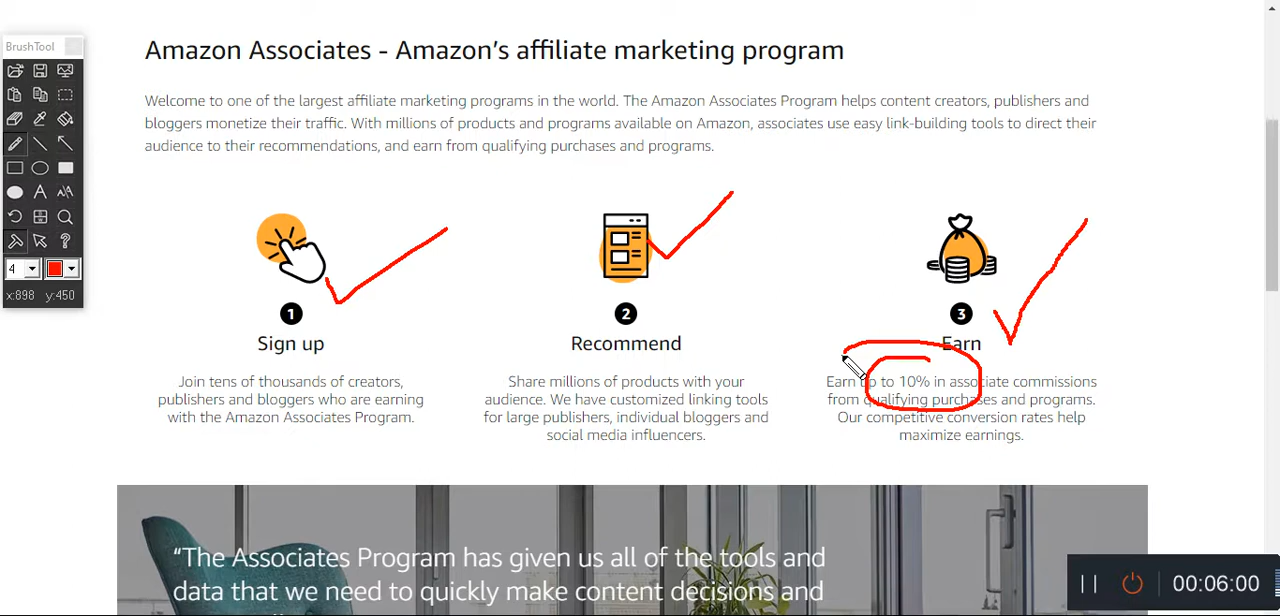 BrushTool
Amazon Associates - Amazon's affiliate marketing program
Welcome to one of the largest affiliate marketing programs in the world. The Amazon Associates Program helps content creators, publishers and
bloggers monetize their traffic. With millions of products and programs available on Amazon, associates use easy link-building tools to direct their
audience to their recommendations, and earn from qualifying purchases and programs.
1
Sign up
Join tens of thousands of creators,
publishers and bloggers who are earning
with the Amazon Associates Program.
2
Recommend
Share millions of products with your
audience. We have customized linking tools
for large publishers, individual bloggers and
social media influencers.
3
Earn
Earn up to 10% in associate commissions
from qualifying purchases and programs.
Our competitive conversion rates help
maximize earnings.
4
x:898 y:450
“The Associates Program has given us all of the tools and
data that we need to quickly make content decisions and
00:06:00